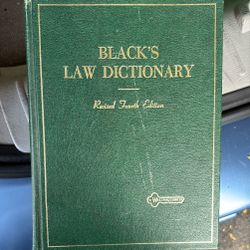 BLACK'S
LAW DICTIONARY
Revised Fourth Edition